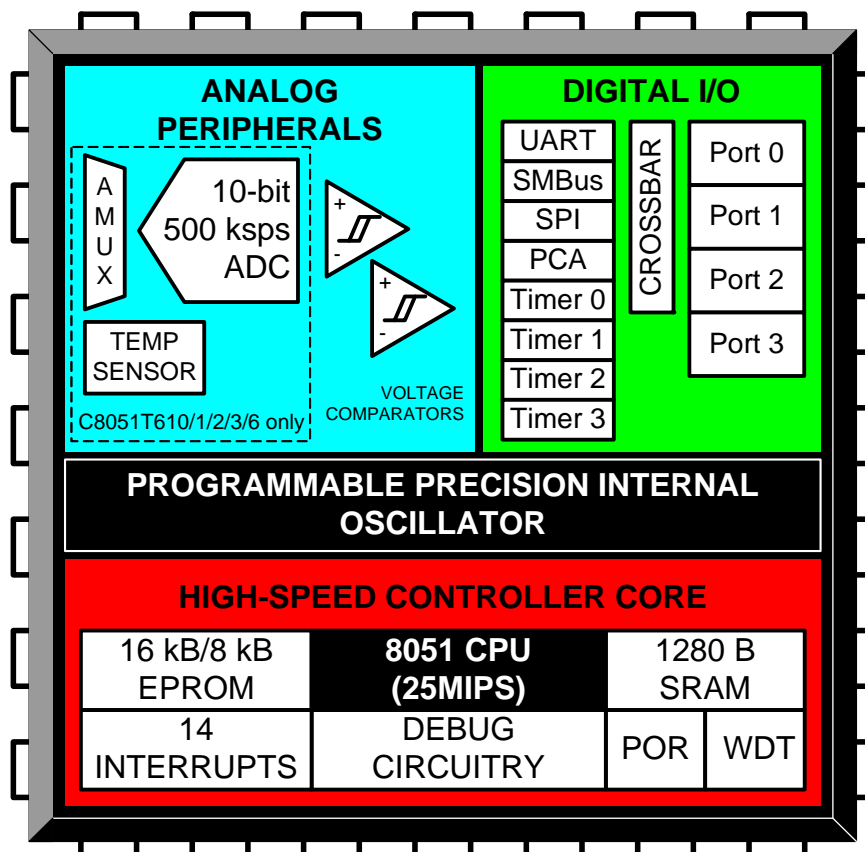 ANALOG
PERIPHERALS
A
M
U
X
10-bit
500 ksps
ADC
+
-
+
-
TEMP
SENSOR
VOLTAGE
COMPARATORS
C8051T610/1/2/3/6 only
DIGITAL I/O
UART
SMBus
SPI
PCA
Timer 0
Timer 1
Timer 2
Timer 3
CROSSBAR
Port 0
Port 1
Port 2
Port 3
PROGRAMMABLE PRECISION INTERNAL
OSCILLATOR
HIGH-SPEED CONTROLLER CORE
16 kB/8 kB
EPROM
8051 CPU
(25MIPS)
1280 B
SRAM
14
INTERRUPTS
DEBUG
CIRCUITRY
POR
WDT